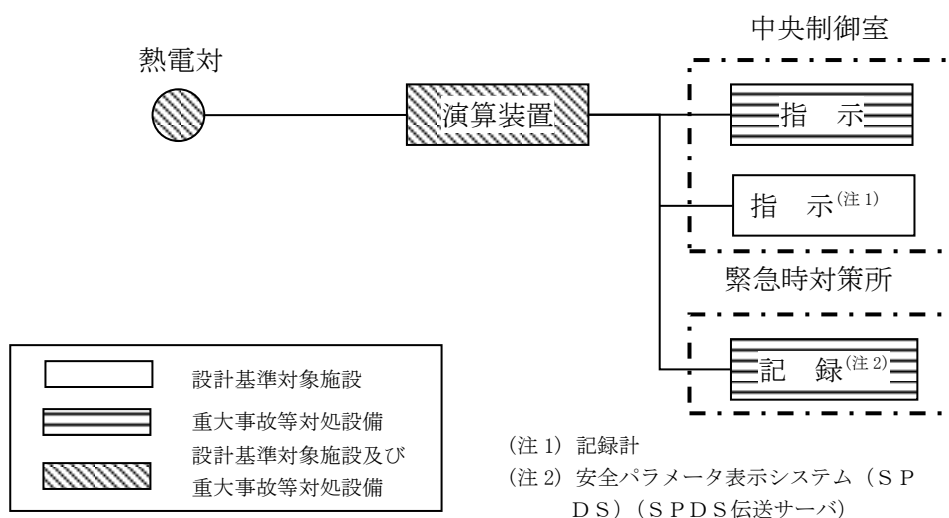 中央制御室
熱電対
演算装置
指　示
指　示(注1)
緊急時対策所
記　録(注2)
設計基準対象施設
重大事故等対処設備
設計基準対象施設及び
重大事故等対処設備
(注1) 記録計
(注2) 安全パラメータ表示システム（ＳＰ
ＤＳ）（ＳＰＤＳ伝送サーバ）